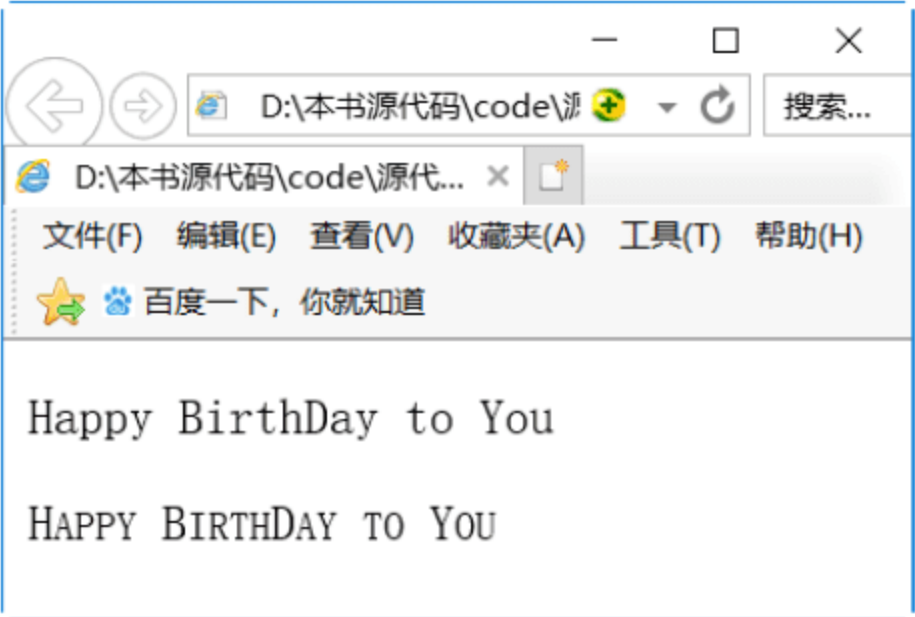 D:\本书源代码\code\源 搜索...
D:\本书源代码\code\源代...
文件(F) 编辑(E) 查看(V) 收藏夹(A) 工具(T) 帮助(H)
百度一下，你就知道
Happy BirthDay to You
HAPPY BIRTHDAY TO YOU